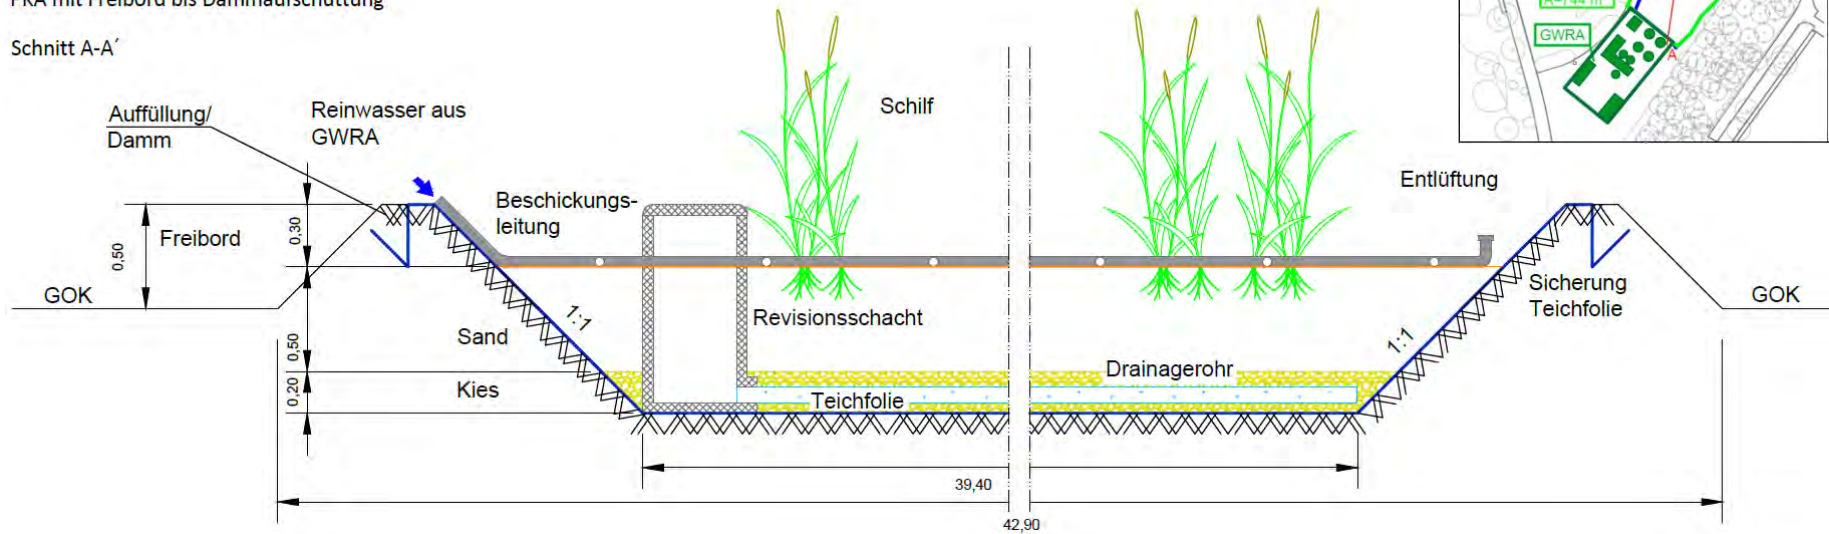 PKA mit Freibord bis Dammaufschüttung
Schnitt A-A´
Auffüllung/
Damm
Reinwasser aus
GWRA
Beschickungs-
leitung
Schilf
Entlüftung
GWRA
A
Freibord
0,50
0,30
GOK
Sand
0,50
1:1
Revisionsschacht
Sicherung
Teichfolie
GOK
1:1
Kies
0,20
Drainagerohr
Teichfolie
39,40
42,90